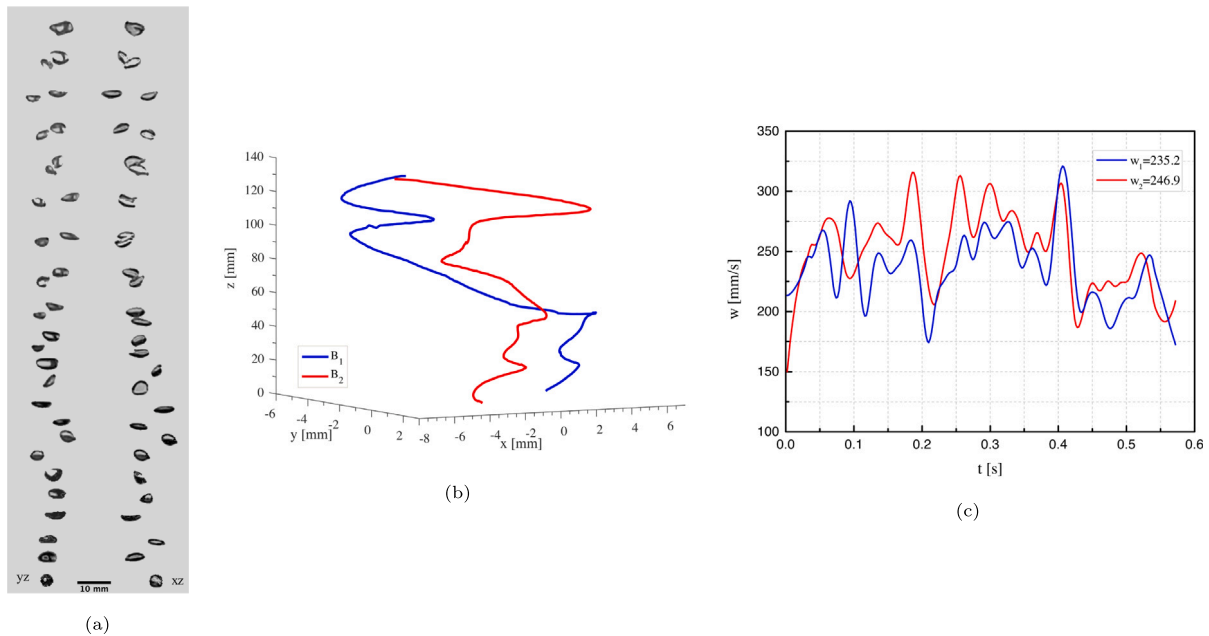 yz
10 mm
xz
(a)
140
120
100
80
60
40
20
0
z [mm]
B1
B2
-6
-4
-2
0
2
y [mm]
-8
-6
-4
-2
0
2
4
6
x [mm]
(b)
350
300
250
200
150
100
w [mm/s]
w1=235.2
w2=246.9
0.0
0.1
0.2
0.3
0.4
0.5
0.6
t [s]
(c)